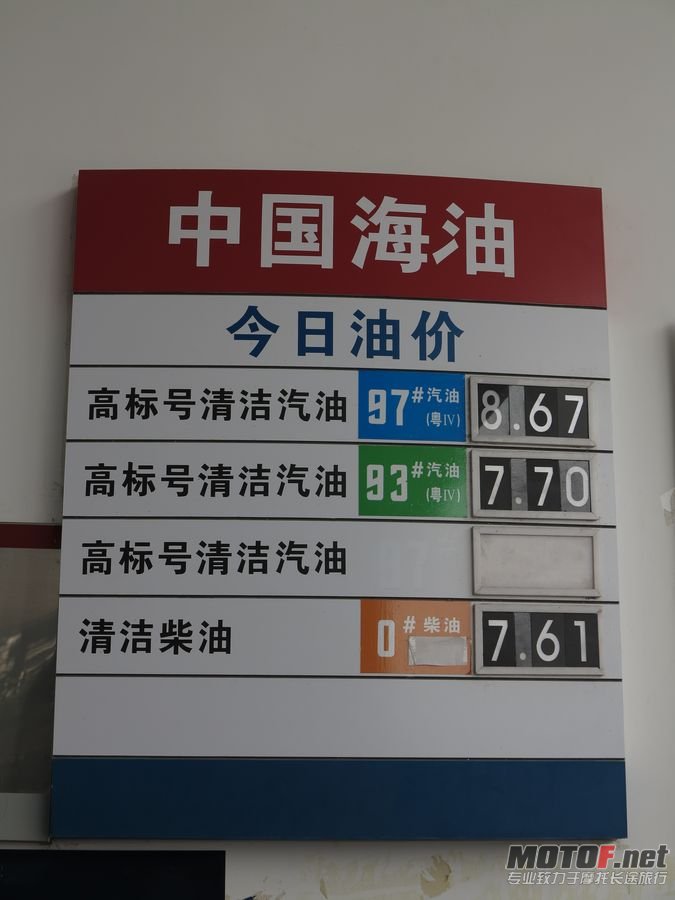 中国海油
今日油价
高标号清洁汽油 97#汽油(粤IV) 8.67
高标号清洁汽油 93#汽油(粤IV) 7.70
高标号清洁汽油
清洁柴油 0#柴油 7.61
MOTOF.net
专业致力于摩托长途旅行